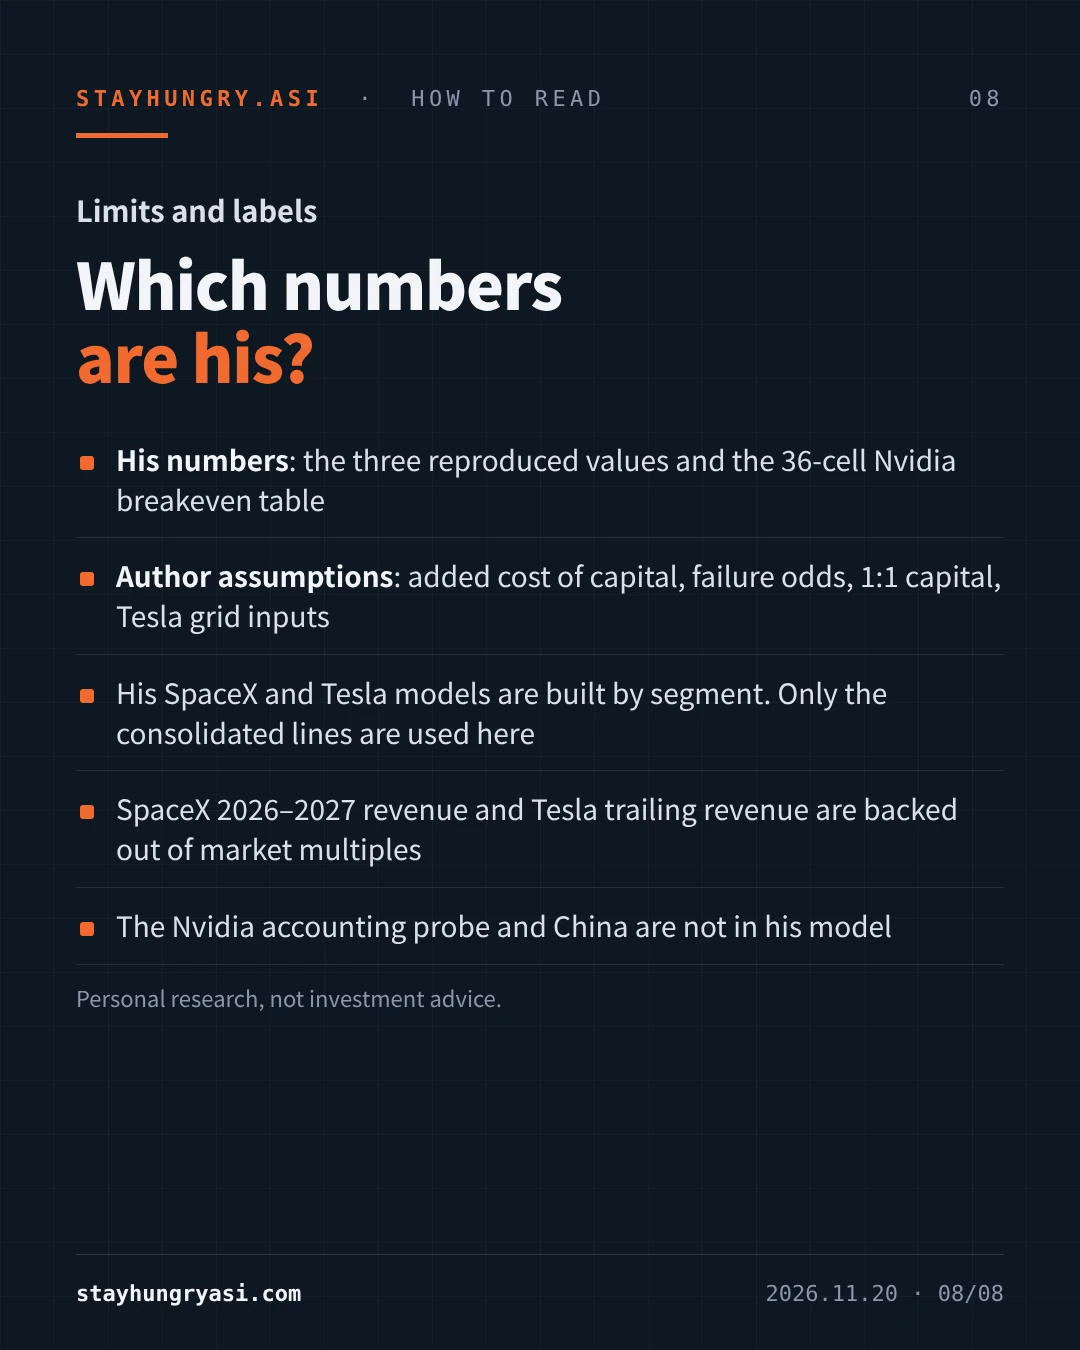 STAYHUNGRY.ASI · HOW TO READ 08
Limits and labels
Which numbers
are his?
His numbers: the three reproduced values and the 36-cell Nvidia
breakeven table
Author assumptions: added cost of capital, failure odds, 1:1 capital,
Tesla grid inputs
His SpaceX and Tesla models are built by segment. Only the
consolidated lines are used here
SpaceX 2026–2027 revenue and Tesla trailing revenue are backed
out of market multiples
The Nvidia accounting probe and China are not in his model
Personal research, not investment advice.
stayhungryasi.com 2026.11.20 · 08/08